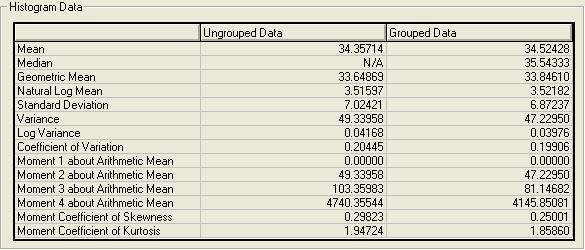 Histogram Data
Ungrouped Data Grouped Data
Mean 34.35714 34.52428
Median N/A 35.54333
Geometric Mean 33.64869 33.84610
Natural Log Mean 3.51597 3.52182
Standard Deviation 7.02421 6.87237
Variance 49.33958 47.22950
Log Variance 0.04168 0.03976
Coefficient of Variation 0.20445 0.19906
Moment 1 about Arithmetic Mean 0.00000 0.00000
Moment 2 about Arithmetic Mean 49.33958 47.22950
Moment 3 about Arithmetic Mean 103.35983 81.14682
Moment 4 about Arithmetic Mean 4740.35544 4145.85081
Moment Coefficient of Skewness 0.29823 0.25001
Moment Coefficient of Kurtosis 1.94724 1.85860